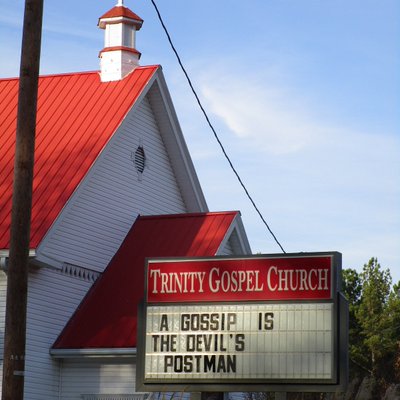 TRINITY GOSPEL CHURCH
A GOSSIP IS
THE DEVIL'S
POSTMAN